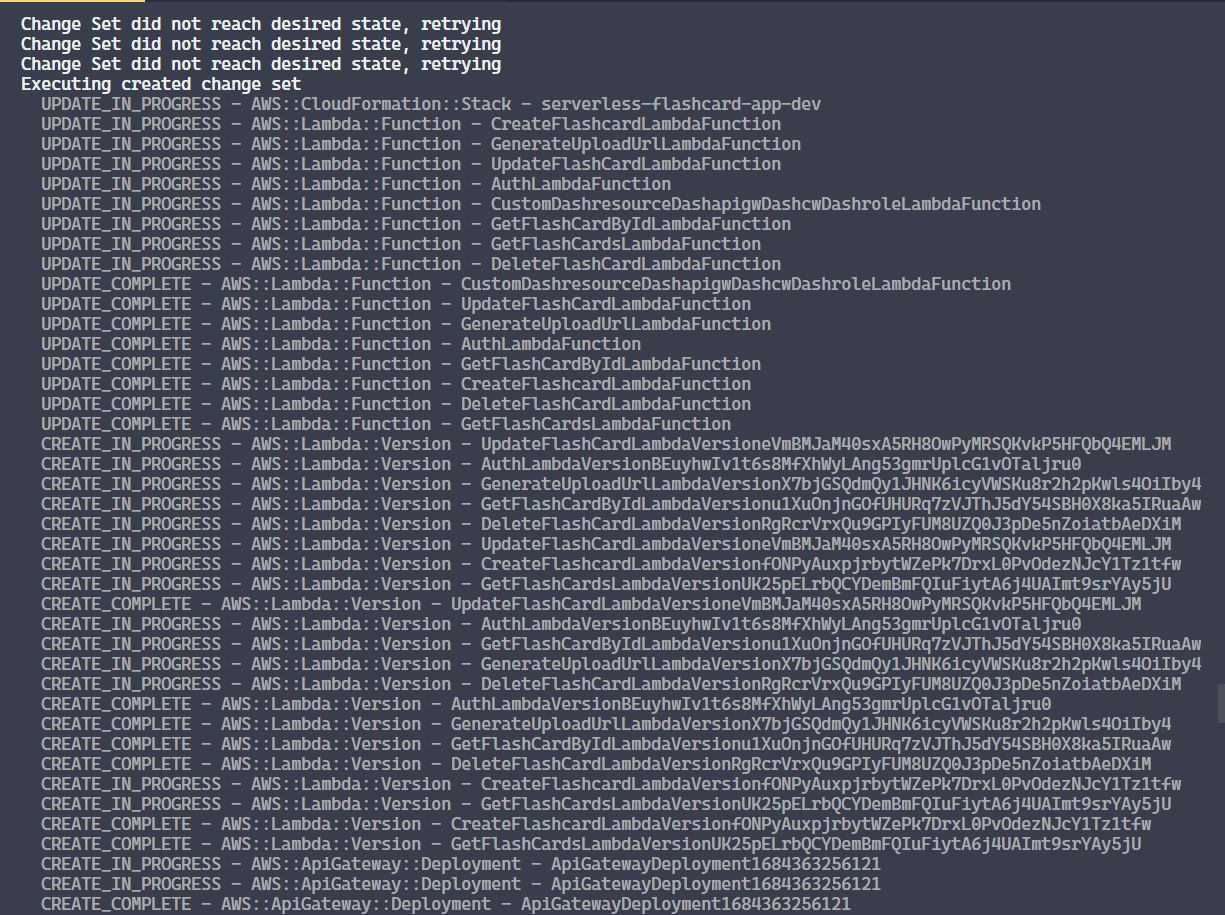 Change Set did not reach desired state, retrying
Change Set did not reach desired state, retrying
Change Set did not reach desired state, retrying
Executing created change set
UPDATE_IN_PROGRESS - AWS::CloudFormation::Stack - serverless-flashcard-app-dev
UPDATE_IN_PROGRESS - AWS::Lambda::Function - CreateFlashcardLambdaFunction
UPDATE_IN_PROGRESS - AWS::Lambda::Function - GenerateUploadUrlLambdaFunction
UPDATE_IN_PROGRESS - AWS::Lambda::Function - UpdateFlashCardLambdaFunction
UPDATE_IN_PROGRESS - AWS::Lambda::Function - AuthLambdaFunction
UPDATE_IN_PROGRESS - AWS::Lambda::Function - CustomDashresourceDashapigwDashcwDashroleLambdaFunction
UPDATE_IN_PROGRESS - AWS::Lambda::Function - GetFlashCardByIdLambdaFunction
UPDATE_IN_PROGRESS - AWS::Lambda::Function - GetFlashCardsLambdaFunction
UPDATE_IN_PROGRESS - AWS::Lambda::Function - DeleteFlashCardLambdaFunction
UPDATE_COMPLETE - AWS::Lambda::Function - CustomDashresourceDashapigwDashcwDashroleLambdaFunction
UPDATE_COMPLETE - AWS::Lambda::Function - UpdateFlashCardLambdaFunction
UPDATE_COMPLETE - AWS::Lambda::Function - GenerateUploadUrlLambdaFunction
UPDATE_COMPLETE - AWS::Lambda::Function - AuthLambdaFunction
UPDATE_COMPLETE - AWS::Lambda::Function - GetFlashCardByIdLambdaFunction
UPDATE_COMPLETE - AWS::Lambda::Function - CreateFlashcardLambdaFunction
UPDATE_COMPLETE - AWS::Lambda::Function - DeleteFlashCardLambdaFunction
UPDATE_COMPLETE - AWS::Lambda::Function - GetFlashCardsLambdaFunction
CREATE_IN_PROGRESS - AWS::Lambda::Version - UpdateFlashCardLambdaVersioneVmBMJaM40sxA5RH8OwPyMRSQKvkP5HFQbQ4EMLJM
CREATE_IN_PROGRESS - AWS::Lambda::Version - AuthLambdaVersionBEuyhwIv1t6s8MfXhWyLAng53gmrUplcG1vOTaljru0
CREATE_IN_PROGRESS - AWS::Lambda::Version - GenerateUploadUrlLambdaVersionX7bjGSQdmQy1JHNK6icyVWSKu8r2h2pKwls4OiIby4
CREATE_IN_PROGRESS - AWS::Lambda::Version - GetFlashCardByIdLambdaVersionu1XuOnjnGOfUHURq7zVJThJ5dY54SBH0X8ka5IRuaAw
CREATE_IN_PROGRESS - AWS::Lambda::Version - DeleteFlashCardLambdaVersionRgRcrVrxQu9GPIyFUM8UZQ0J3pDe5nZoiatbAeDXiM
CREATE_IN_PROGRESS - AWS::Lambda::Version - UpdateFlashCardLambdaVersioneVmBMJaM40sxA5RH8OwPyMRSQKvkP5HFQbQ4EMLJM
CREATE_IN_PROGRESS - AWS::Lambda::Version - CreateFlashcardLambdaVersionfONPyAuxpjrbytWZePk7DrxL0PvOdezNJcY1Tz1tfw
CREATE_IN_PROGRESS - AWS::Lambda::Version - GetFlashCardsLambdaVersionUK25pELrbQCYDemBmFQIuFiytA6j4UAImt9srYAy5jU
CREATE_COMPLETE - AWS::Lambda::Version - UpdateFlashCardLambdaVersioneVmBMJaM40sxA5RH8OwPyMRSQKvkP5HFQbQ4EMLJM
CREATE_IN_PROGRESS - AWS::Lambda::Version - AuthLambdaVersionBEuyhwIv1t6s8MfXhWyLAng53gmrUplcG1vOTaljru0
CREATE_IN_PROGRESS - AWS::Lambda::Version - GetFlashCardByIdLambdaVersionu1XuOnjnGOfUHURq7zVJThJ5dY54SBH0X8ka5IRuaAw
CREATE_IN_PROGRESS - AWS::Lambda::Version - GenerateUploadUrlLambdaVersionX7bjGSQdmQy1JHNK6icyVWSKu8r2h2pKwls4OiIby4
CREATE_IN_PROGRESS - AWS::Lambda::Version - DeleteFlashCardLambdaVersionRgRcrVrxQu9GPIyFUM8UZQ0J3pDe5nZoiatbAeDXiM
CREATE_COMPLETE - AWS::Lambda::Version - AuthLambdaVersionBEuyhwIv1t6s8MfXhWyLAng53gmrUplcG1vOTaljru0
CREATE_COMPLETE - AWS::Lambda::Version - GenerateUploadUrlLambdaVersionX7bjGSQdmQy1JHNK6icyVWSKu8r2h2pKwls4OiIby4
CREATE_COMPLETE - AWS::Lambda::Version - GetFlashCardByIdLambdaVersionu1XuOnjnGOfUHURq7zVJThJ5dY54SBH0X8ka5IRuaAw
CREATE_COMPLETE - AWS::Lambda::Version - DeleteFlashCardLambdaVersionRgRcrVrxQu9GPIyFUM8UZQ0J3pDe5nZoiatbAeDXiM
CREATE_IN_PROGRESS - AWS::Lambda::Version - CreateFlashcardLambdaVersionfONPyAuxpjrbytWZePk7DrxL0PvOdezNJcY1Tz1tfw
CREATE_IN_PROGRESS - AWS::Lambda::Version - GetFlashCardsLambdaVersionUK25pELrbQCYDemBmFQIuFiytA6j4UAImt9srYAy5jU
CREATE_COMPLETE - AWS::Lambda::Version - CreateFlashcardLambdaVersionfONPyAuxpjrbytWZePk7DrxL0PvOdezNJcY1Tz1tfw
CREATE_COMPLETE - AWS::Lambda::Version - GetFlashCardsLambdaVersionUK25pELrbQCYDemBmFQIuFiytA6j4UAImt9srYAy5jU
CREATE_IN_PROGRESS - AWS::ApiGateway::Deployment - ApiGatewayDeployment1684363256121
CREATE_IN_PROGRESS - AWS::ApiGateway::Deployment - ApiGatewayDeployment1684363256121
CREATE_COMPLETE - AWS::ApiGateway::Deployment - ApiGatewayDeployment1684363256121